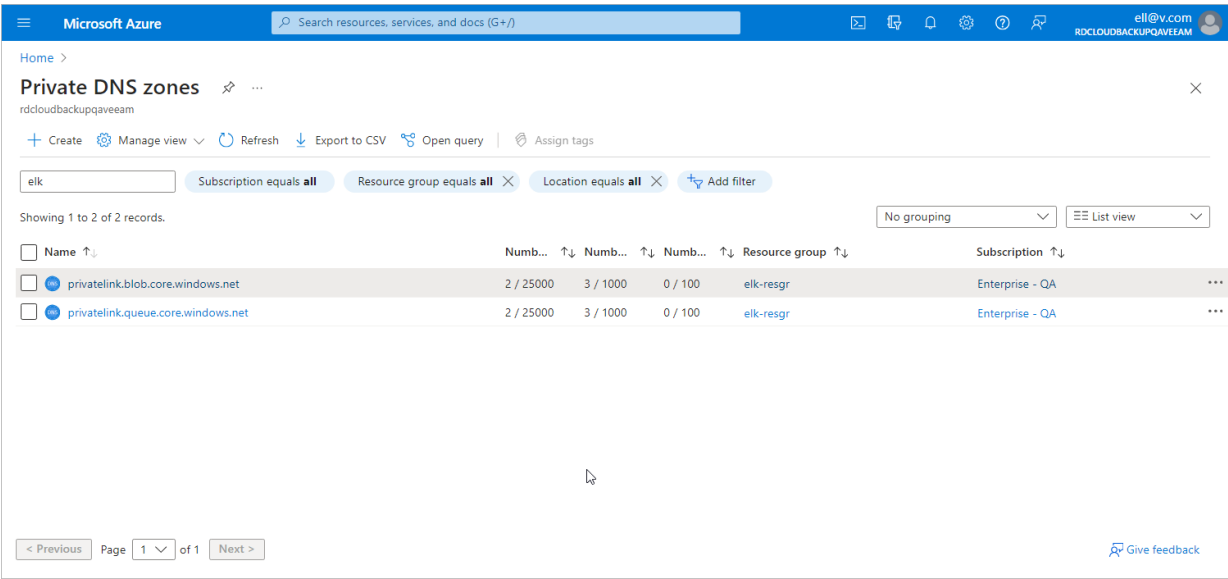 Microsoft Azure
Search resources, services, and docs (G+/)
ell@v.com
RDCLOUDBACKUPQAVEEAM
Home >
Private DNS zones
rdcloudbackupqaveeam
Create Manage view Refresh Export to CSV Open query Assign tags
elk Subscription equals all Resource group equals all Location equals all Add filter
Showing 1 to 2 of 2 records. No grouping List view
Name Numb... Numb... Numb... Resource group Subscription
DNS privatelink.blob.core.windows.net 2 / 25000 3 / 1000 0 / 100 elk-resgr Enterprise - QA
DNS privatelink.queue.core.windows.net 2 / 25000 3 / 1000 0 / 100 elk-resgr Enterprise - QA
< Previous Page 1 of 1 Next > Give feedback